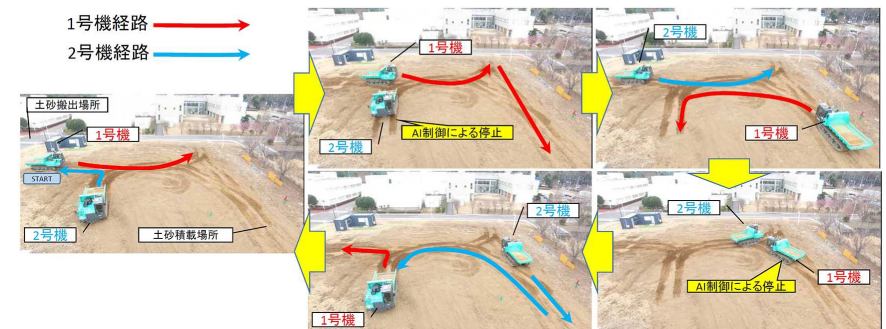 1号機経路
2号機経路
土砂搬出場所
1号機
START
2号機
土砂積載場所
1号機
2号機
AI制御による停止
2号機
1号機
2号機
1号機
AI制御による停止
2号機
1号機